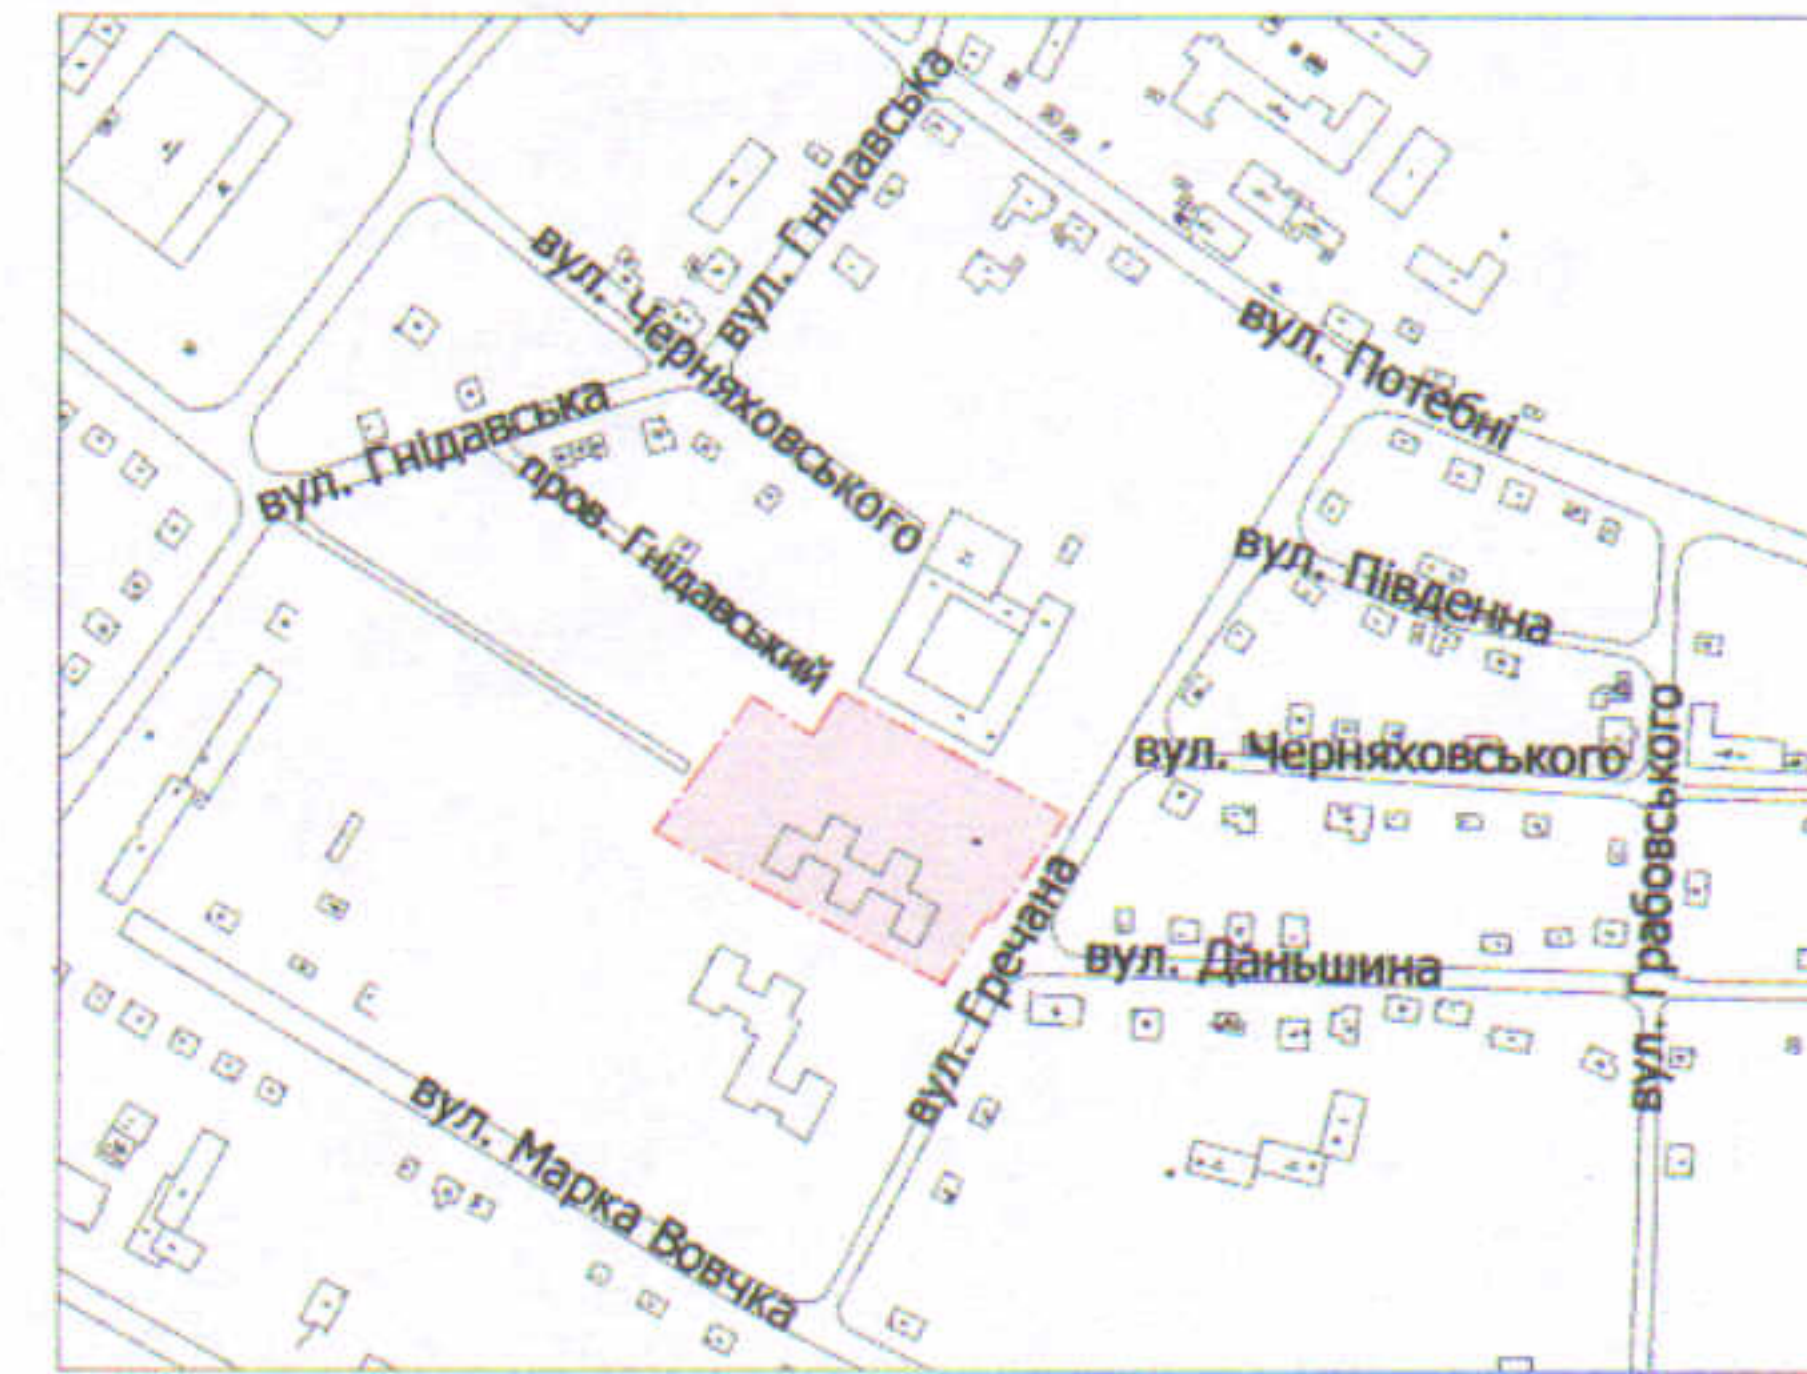 вул. Гнідавська
вул. Черняховського
вул. Гнідавська
вул. Потебні
пров. Гнідавський
вул. Південна
вул. Черняховського
вул. Гречана
вул. Даньшина
вул. Грабовського
вул. Марка Вовчка